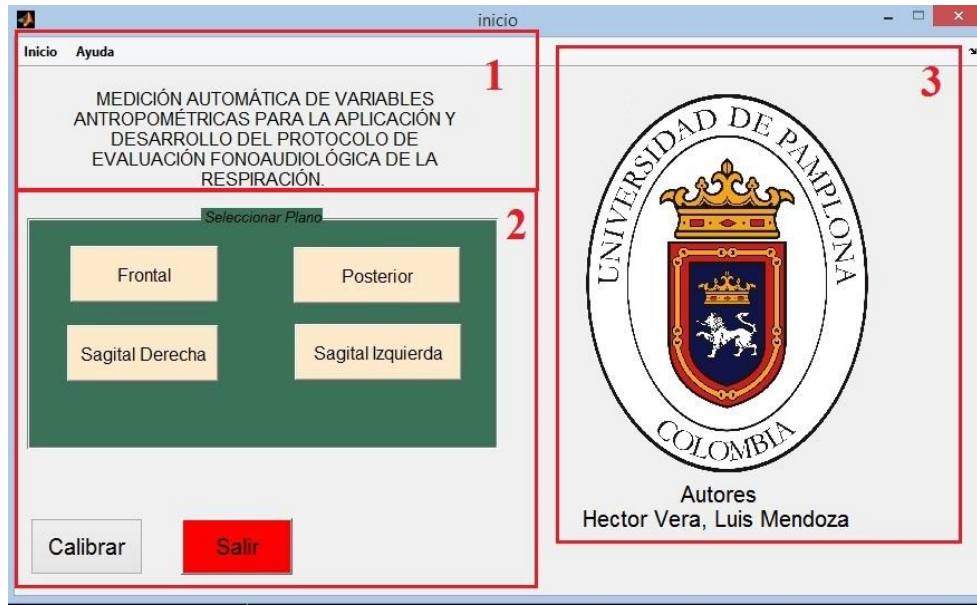 inicio
Inicio Ayuda
1
MEDICIÓN AUTOMÁTICA DE VARIABLES
ANTROPOMÉTRICAS PARA LA APLICACIÓN Y
DESARROLLO DEL PROTOCOLO DE
EVALUACIÓN FONOAUDIOLÓGICA DE LA
RESPIRACIÓN.
2
Seleccionar Plano
Frontal Posterior
Sagital Derecha Sagital Izquierda
Calibrar Salir
3
UNIVERSIDAD DE PAMPLONA
COLOMBIA
Autores
Hector Vera, Luis Mendoza